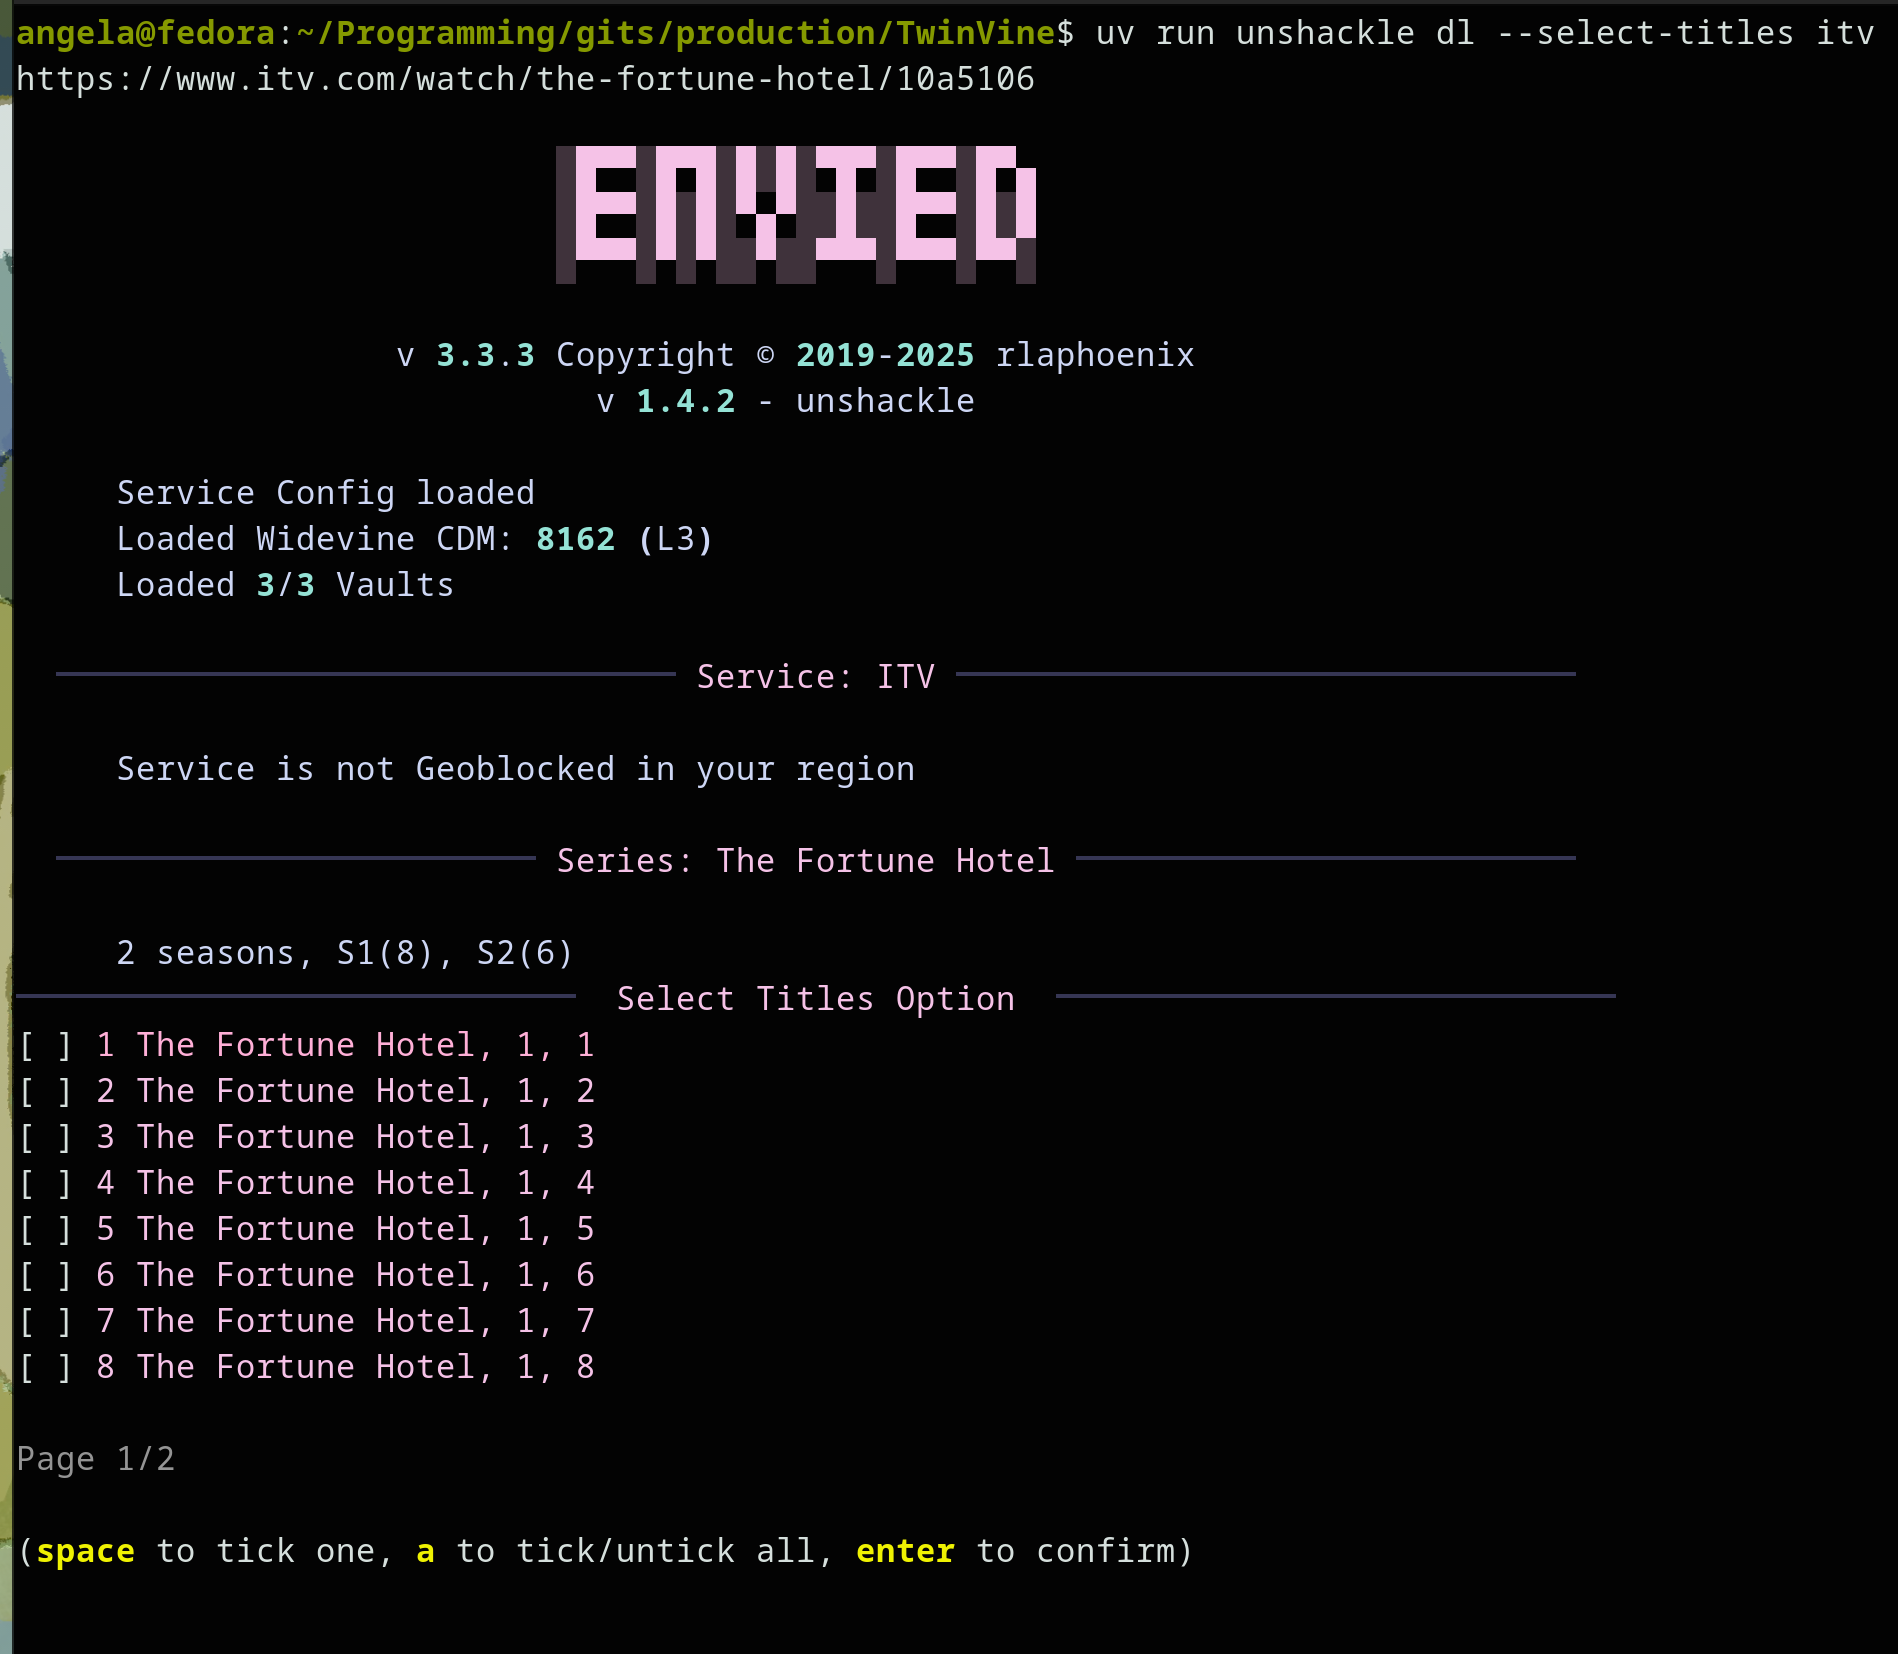 angela@fedora:~/Programming/gits/production/TwinVine$ uv run unshackle dl --select-titles itv
https://www.itv.com/watch/the-fortune-hotel/10a5106
ENVIED
v 3.3.3 Copyright © 2019-2025 rlaphoenix
v 1.4.2 - unshackle
Service Config loaded
Loaded Widevine CDM: 8162 (L3)
Loaded 3/3 Vaults
Service: ITV
Service is not Geoblocked in your region
Series: The Fortune Hotel
2 seasons, S1(8), S2(6)
Select Titles Option
[ ] 1 The Fortune Hotel, 1, 1
[ ] 2 The Fortune Hotel, 1, 2
[ ] 3 The Fortune Hotel, 1, 3
[ ] 4 The Fortune Hotel, 1, 4
[ ] 5 The Fortune Hotel, 1, 5
[ ] 6 The Fortune Hotel, 1, 6
[ ] 7 The Fortune Hotel, 1, 7
[ ] 8 The Fortune Hotel, 1, 8
Page 1/2
(space to tick one, a to tick/untick all, enter to confirm)